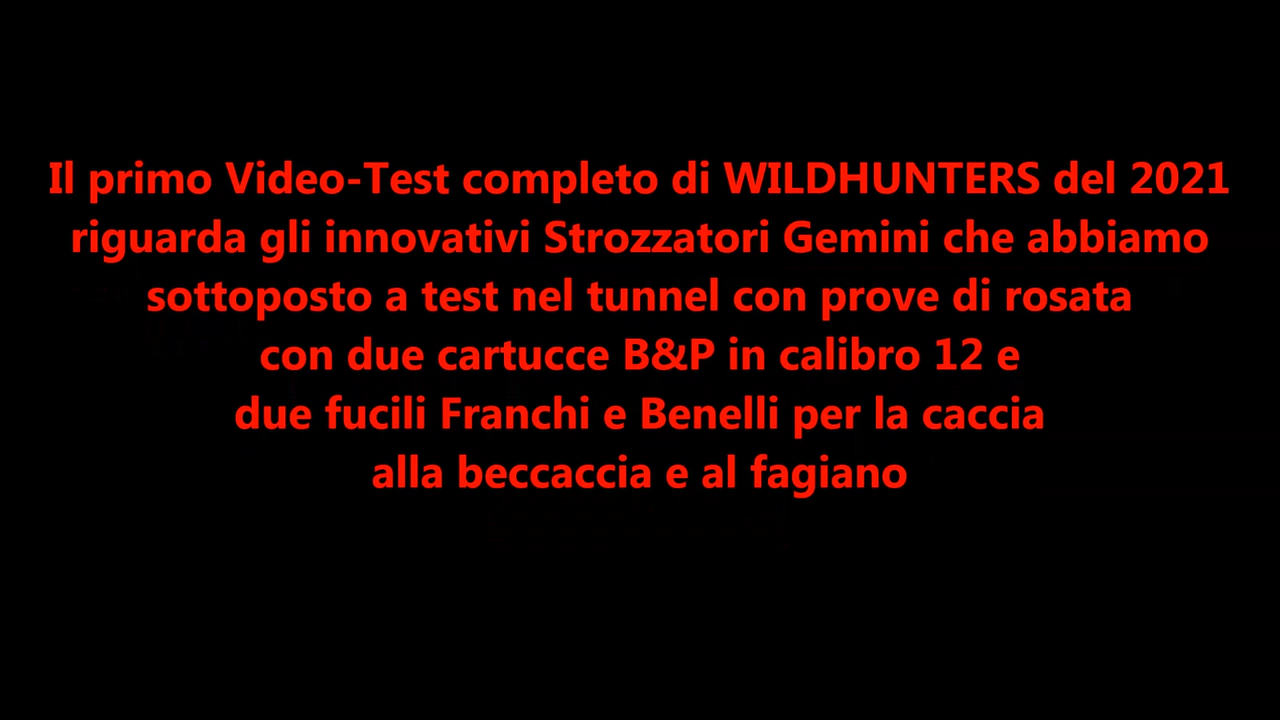 Il primo Video-Test completo di WILDHUNTERS del 2021
riguarda gli innovativi Strozzatori Gemini che abbiamo
sottoposto a test nel tunnel con prove di rosata
con due cartucce B&P in calibro 12 e
due fucili Franchi e Benelli per la caccia
alla beccaccia e al fagiano